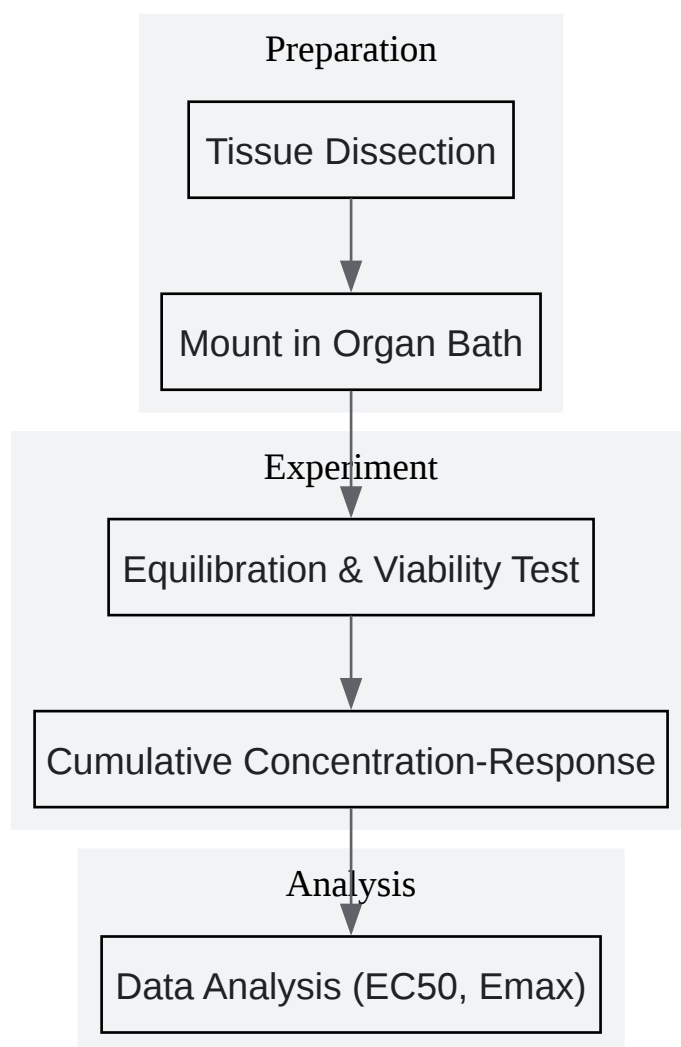 Preparation
Tissue Dissection
Mount in Organ Bath
Experiment
Equilibration & Viability Test
Cumulative Concentration-Response
Analysis
Data Analysis (EC50, Emax)